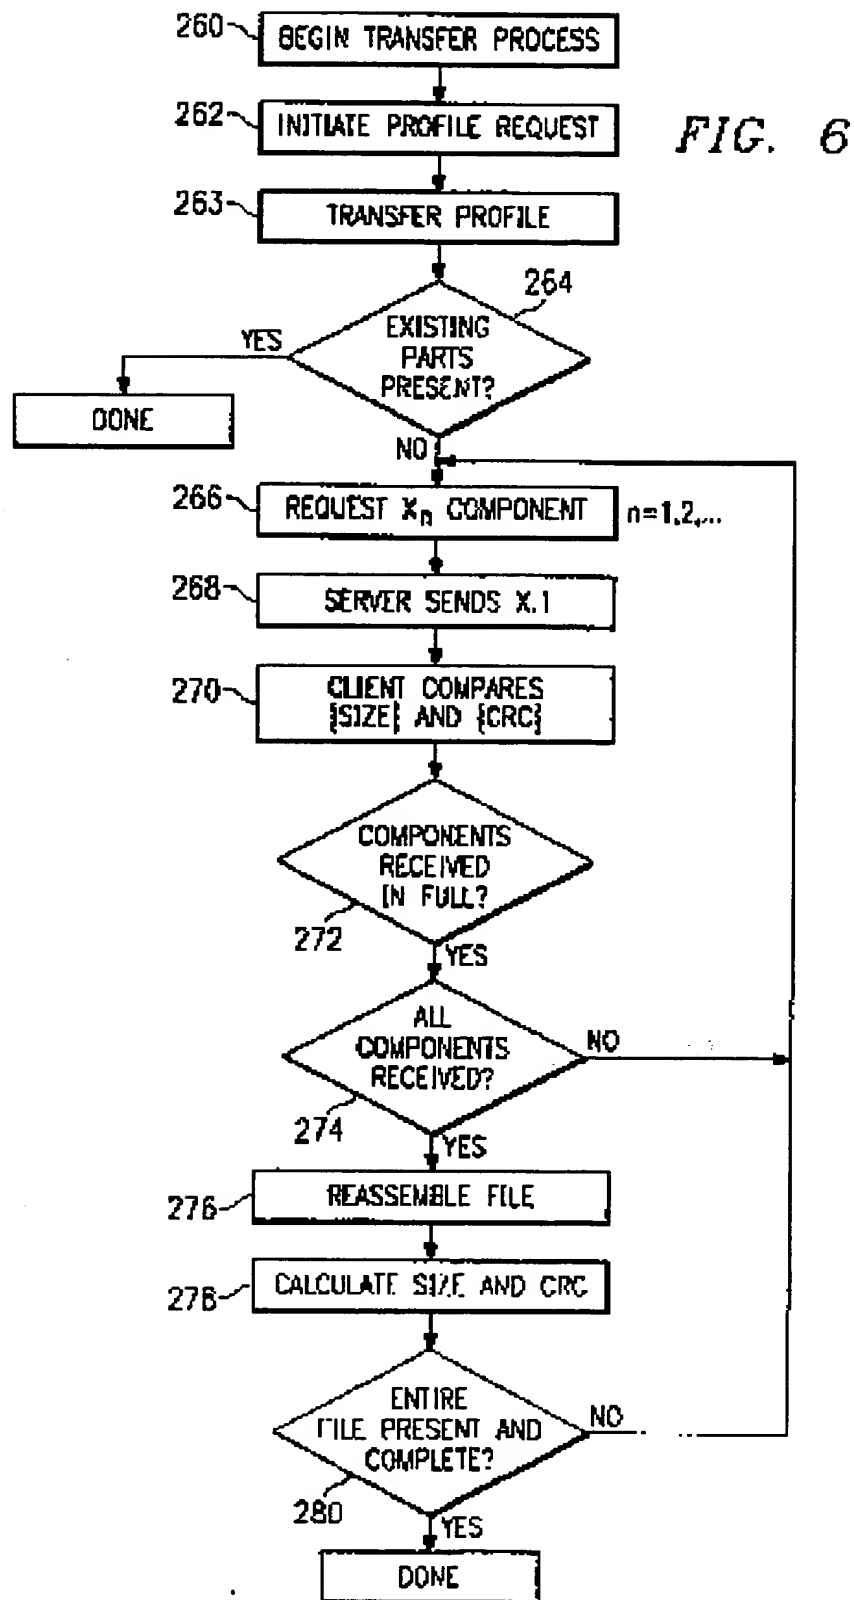 260
BEGIN TRANSFER PROCESS
262
INITIATE PROFILE REQUEST
FIG. 6
263
TRANSFER PROFILE
264
EXISTING
PARTS
PRESENT?
YES
DONE
NO
266
REQUEST Xn COMPONENT
n=1,2,...
268
SERVER SENDS X.1
270
CLIENT COMPARES
{SIZE} AND {CRC}
COMPONENTS
RECEIVED
IN FULL?
272
YES
ALL
COMPONENTS
RECEIVED?
NO
274
YES
276
REASSEMBLE FILE
278
CALCULATE SIZE AND CRC
ENTIRE
FILE PRESENT AND
COMPLETE?
NO
280
YES
DONE